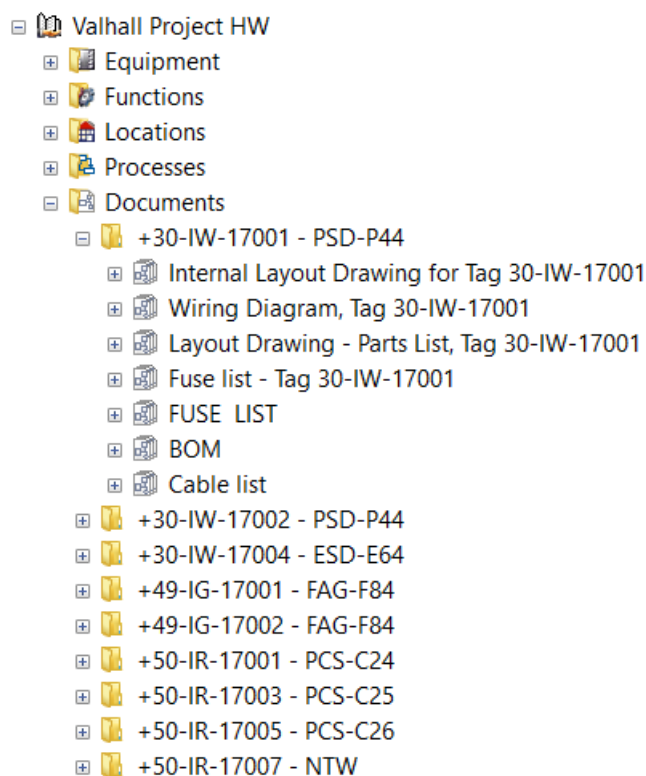 Valhall Project HW
Equipment
Functions
Locations
Processes
Documents
+30-IW-17001 - PSD-P44
Internal Layout Drawing for Tag 30-IW-17001
Wiring Diagram, Tag 30-IW-17001
Layout Drawing - Parts List, Tag 30-IW-17001
Fuse list - Tag 30-IW-17001
FUSE  LIST
BOM
Cable list
+30-IW-17002 - PSD-P44
+30-IW-17004 - ESD-E64
+49-IG-17001 - FAG-F84
+49-IG-17002 - FAG-F84
+50-IR-17001 - PCS-C24
+50-IR-17003 - PCS-C25
+50-IR-17005 - PCS-C26
+50-IR-17007 - NTW